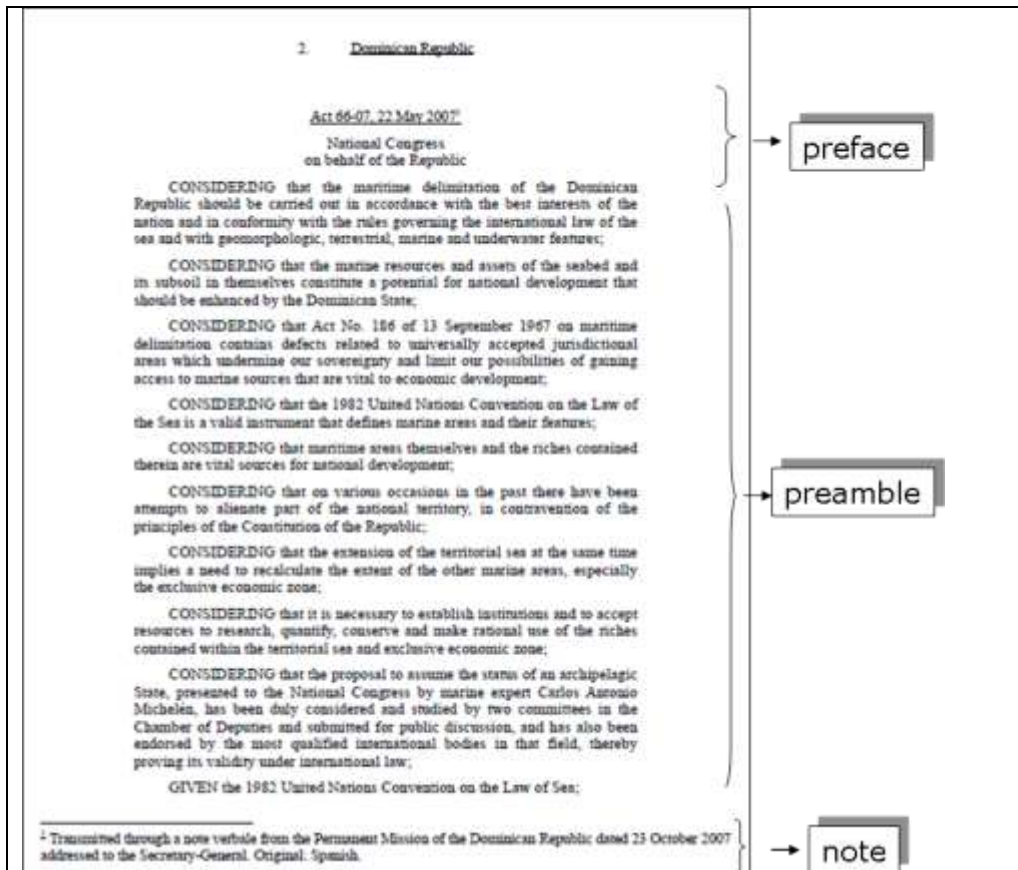 2. Dominican Republic
Act 66-07, 22 May 2007¹
National Congress
on behalf of the Republic
preface
CONSIDERING that the maritime delimitation of the Dominican
Republic should be carried out in accordance with the best interests of the
nation and in conformity with the rules governing the international law of the
sea and with geomorphologic, terrestrial, marine and underwater features;
CONSIDERING that the marine resources and assets of the seabed and
its subsoil in themselves constitute a potential for national development that
should be enhanced by the Dominican State;
CONSIDERING that Act No. 186 of 13 September 1967 on maritime
delimitation contains defects related to universally accepted jurisdictional
areas which undermine our sovereignty and limit our possibilities of gaining
access to marine sources that are vital to economic development;
CONSIDERING that the 1982 United Nations Convention on the Law of
the Sea is a valid instrument that defines marine areas and their features;
CONSIDERING that maritime areas themselves and the riches contained
therein are vital sources for national development;
CONSIDERING that on various occasions in the past there have been
attempts to alienate part of the national territory, in contravention of the
principles of the Constitution of the Republic;
CONSIDERING that the extension of the territorial sea at the same time
implies a need to recalculate the extent of the other marine areas, especially
the exclusive economic zone;
CONSIDERING that it is necessary to establish institutions and to accept
resources to research, quantify, conserve and make rational use of the riches
contained within the territorial sea and exclusive economic zone;
CONSIDERING that the proposal to assume the status of an archipelagic
State, presented to the National Congress by marine expert Carlos Antonio
Michelén, has been duly considered and studied by two committees in the
Chamber of Deputies and submitted for public discussion, and has also been
endorsed by the most qualified international bodies in that field, thereby
proving its validity under international law;
GIVEN the 1982 United Nations Convention on the Law of Sea;
preamble
¹ Transmitted through a note verbale from the Permanent Mission of the Dominican Republic dated 23 October 2007
addressed to the Secretary-General. Original: Spanish.
note